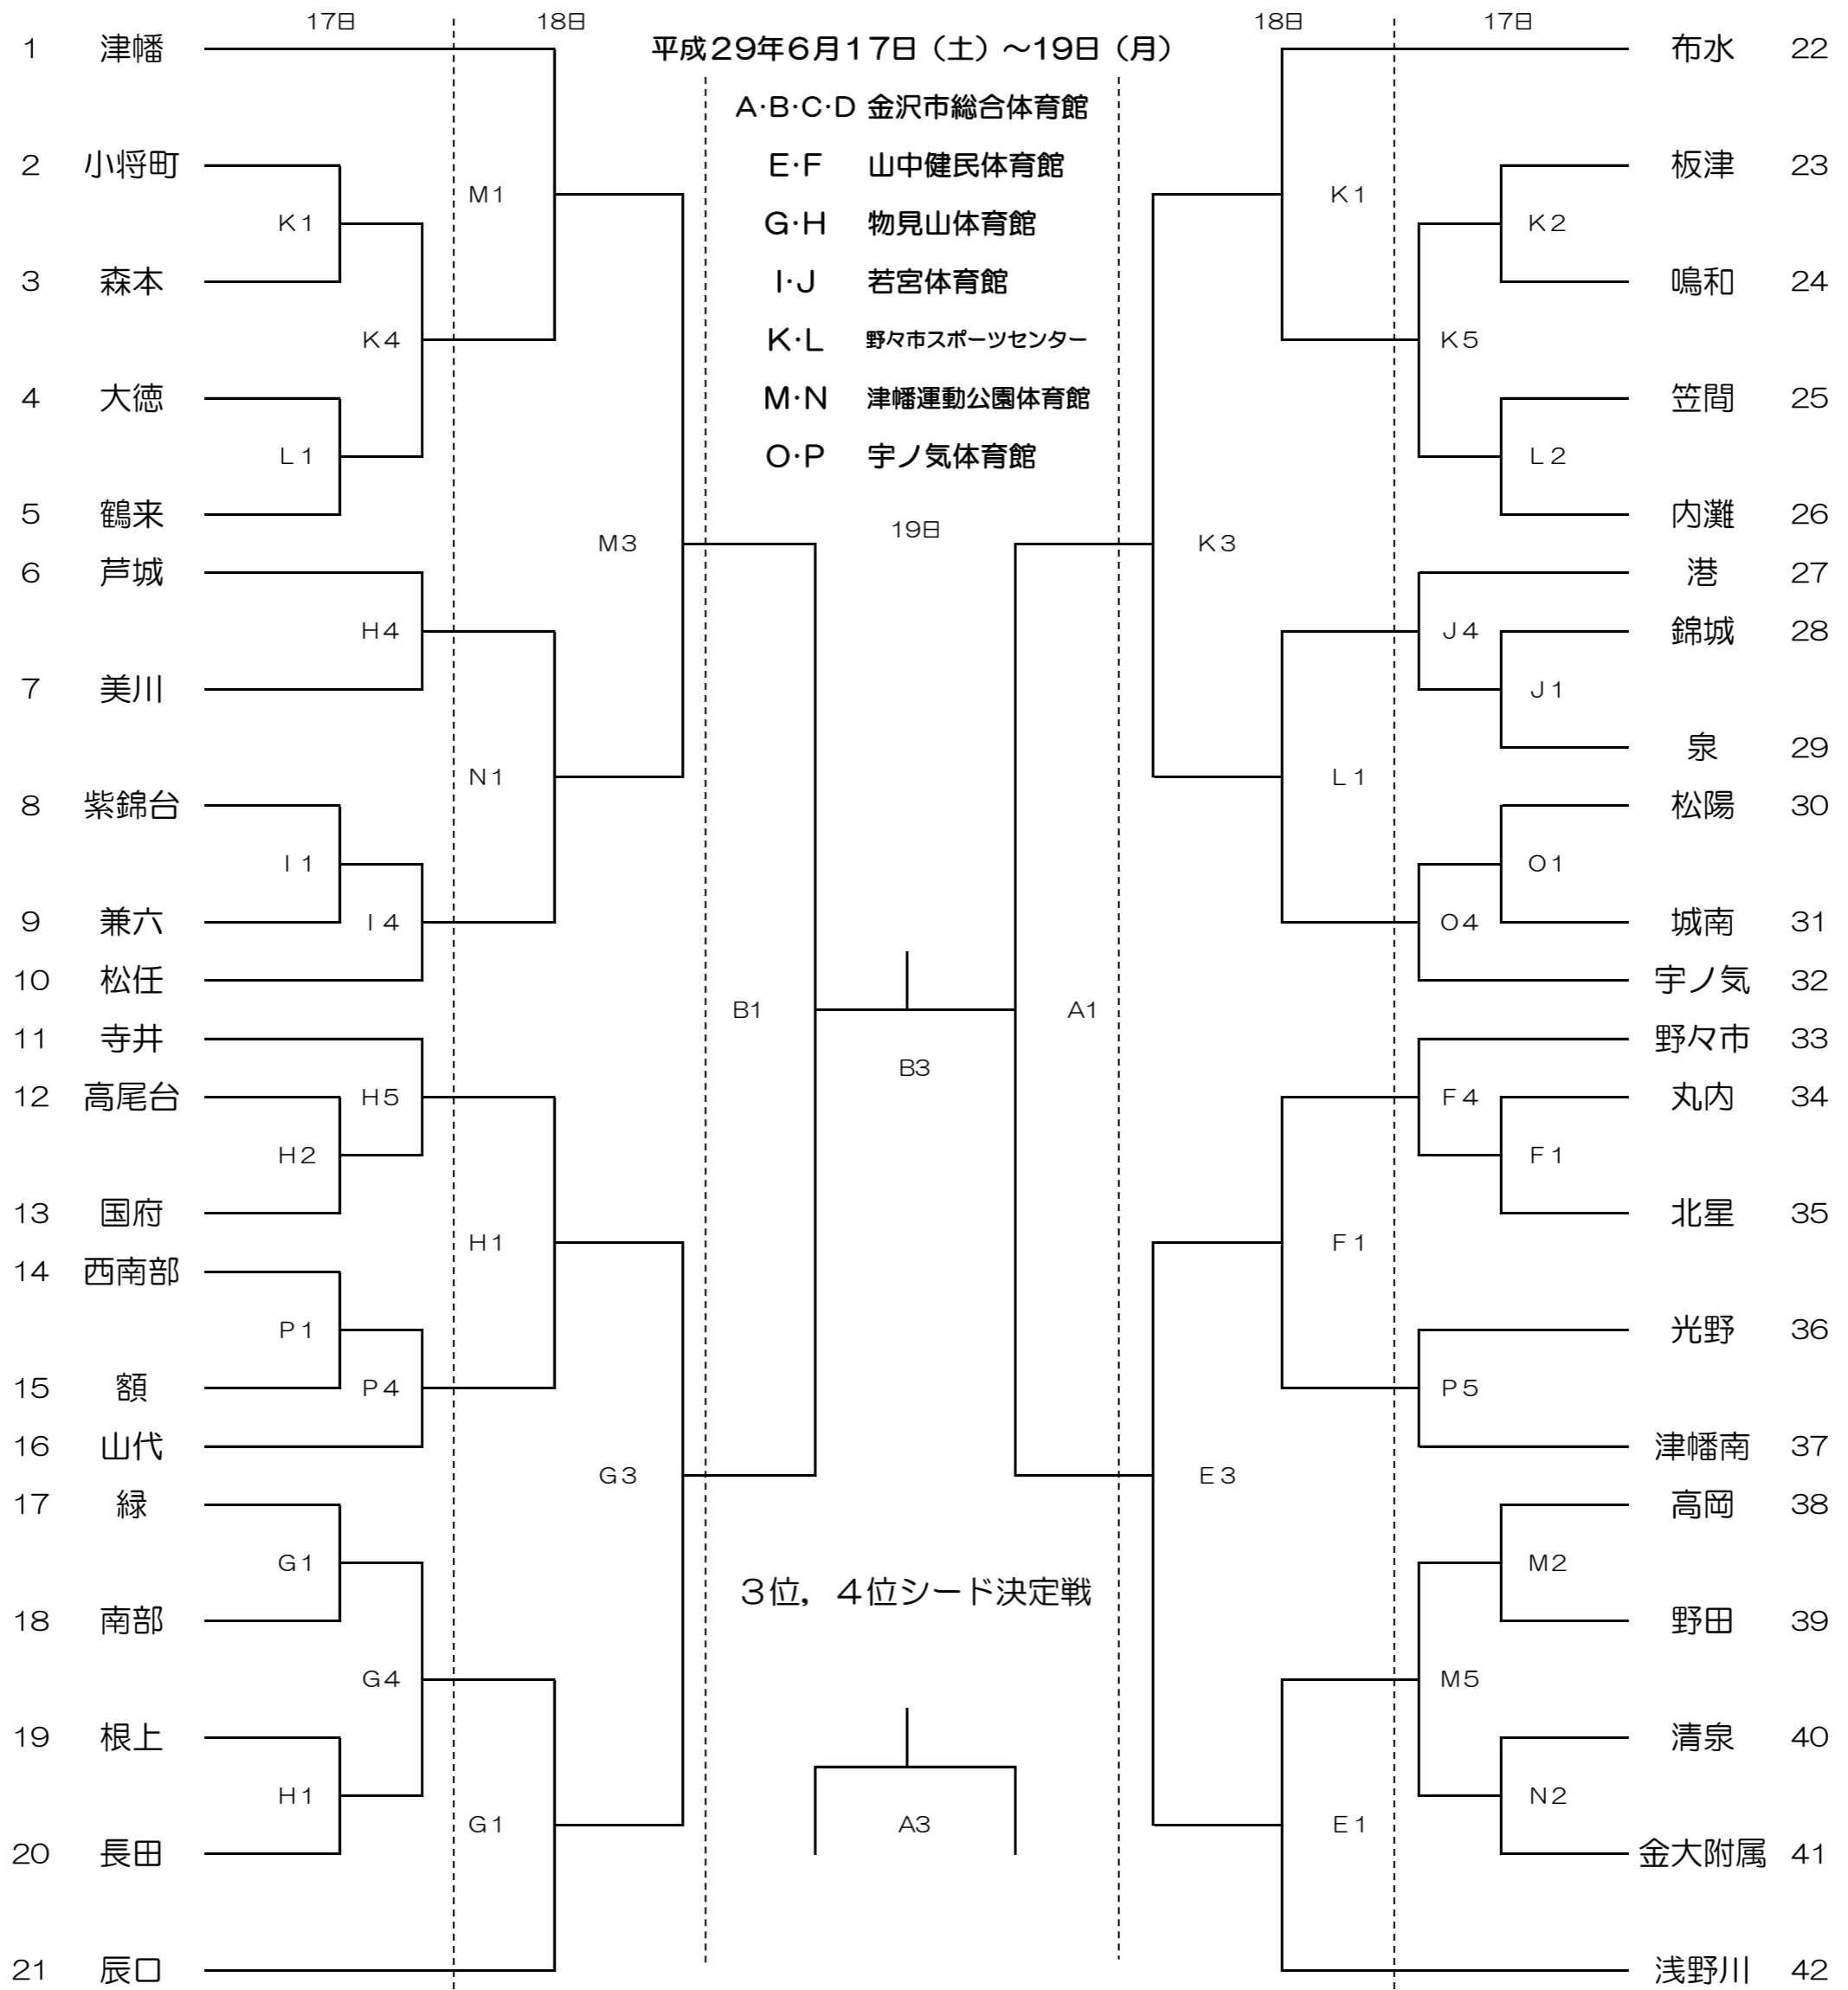 17日 18日 18日 17日
平成29年6月17日（土）～19日（月）
1 津幡 布水 22
A･B･C･D 金沢市総合体育館
2 小将町 E･F 山中健民体育館 板津 23
M1 K1
K1 G･H 物見山体育館 K2
3 森本 I･J 若宮体育館 鳴和 24
K4 K･L 野々市スポーツセンター K5
4 大徳 M･N 津幡運動公園体育館 笠間 25
L1 O･P 宇ノ気体育館 L2
5 鶴来 内灘 26
19日
M3 K3
6 芦城 港 27
H4 J4 錦城 28
7 美川 J1
泉 29
N1 L1
8 紫錦台 松陽 30
I1 O1
9 兼六 I4 O4 城南 31
10 松任 宇ノ気 32
B1 A1
11 寺井 野々市 33
B3
12 高尾台 H5 F4 丸内 34
H2 F1
13 国府 北星 35
H1 F1
14 西南部
P1 光野 36
15 額 P4 P5
16 山代 津幡南 37
G3 E3
17 緑 高岡 38
G1 M2
3位，4位シード決定戦
18 南部 野田 39
G4 M5
19 根上 清泉 40
H1 N2
G1 A3 E1
20 長田 金大附属 41
21 辰口 浅野川 42